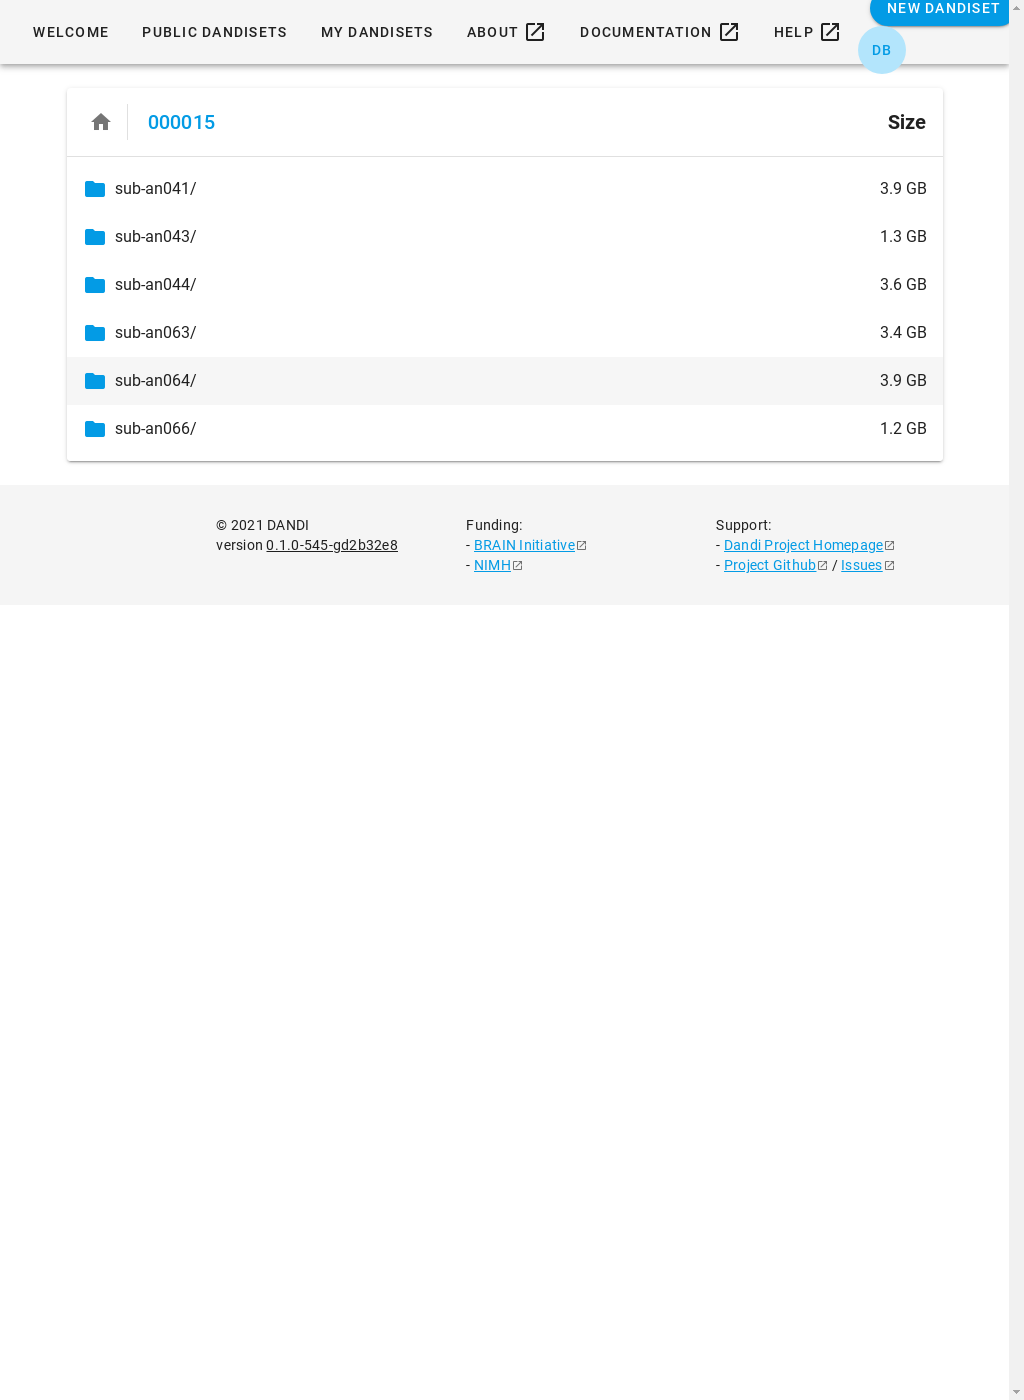 WELCOME PUBLIC DANDISETS MY DANDISETS ABOUT DOCUMENTATION HELP NEW DANDISET
DB
000015 Size
sub-an041/ 3.9 GB
sub-an043/ 1.3 GB
sub-an044/ 3.6 GB
sub-an063/ 3.4 GB
sub-an064/ 3.9 GB
sub-an066/ 1.2 GB
© 2021 DANDI
version 0.1.0-545-gd2b32e8
Funding:
- BRAIN Initiative
- NIMH
Support:
- Dandi Project Homepage
- Project Github / Issues